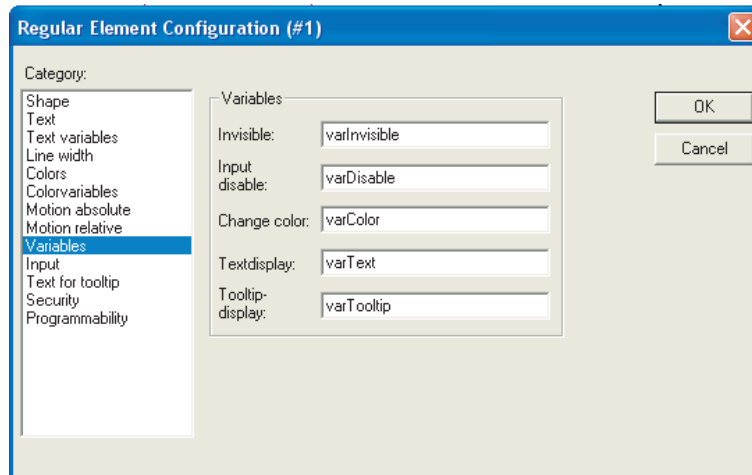 Regular Element Configuration (#1)
Category:
Shape
Text
Text variables
Line width
Colors
Colorvariables
Motion absolute
Motion relative
Variables
Input
Text for tooltip
Security
Programmability
Variables
Invisible: varInvisible
Input
disable: varDisable
Change color: varColor
Textdisplay: varText
Tooltip-
display: varTooltip
OK
Cancel